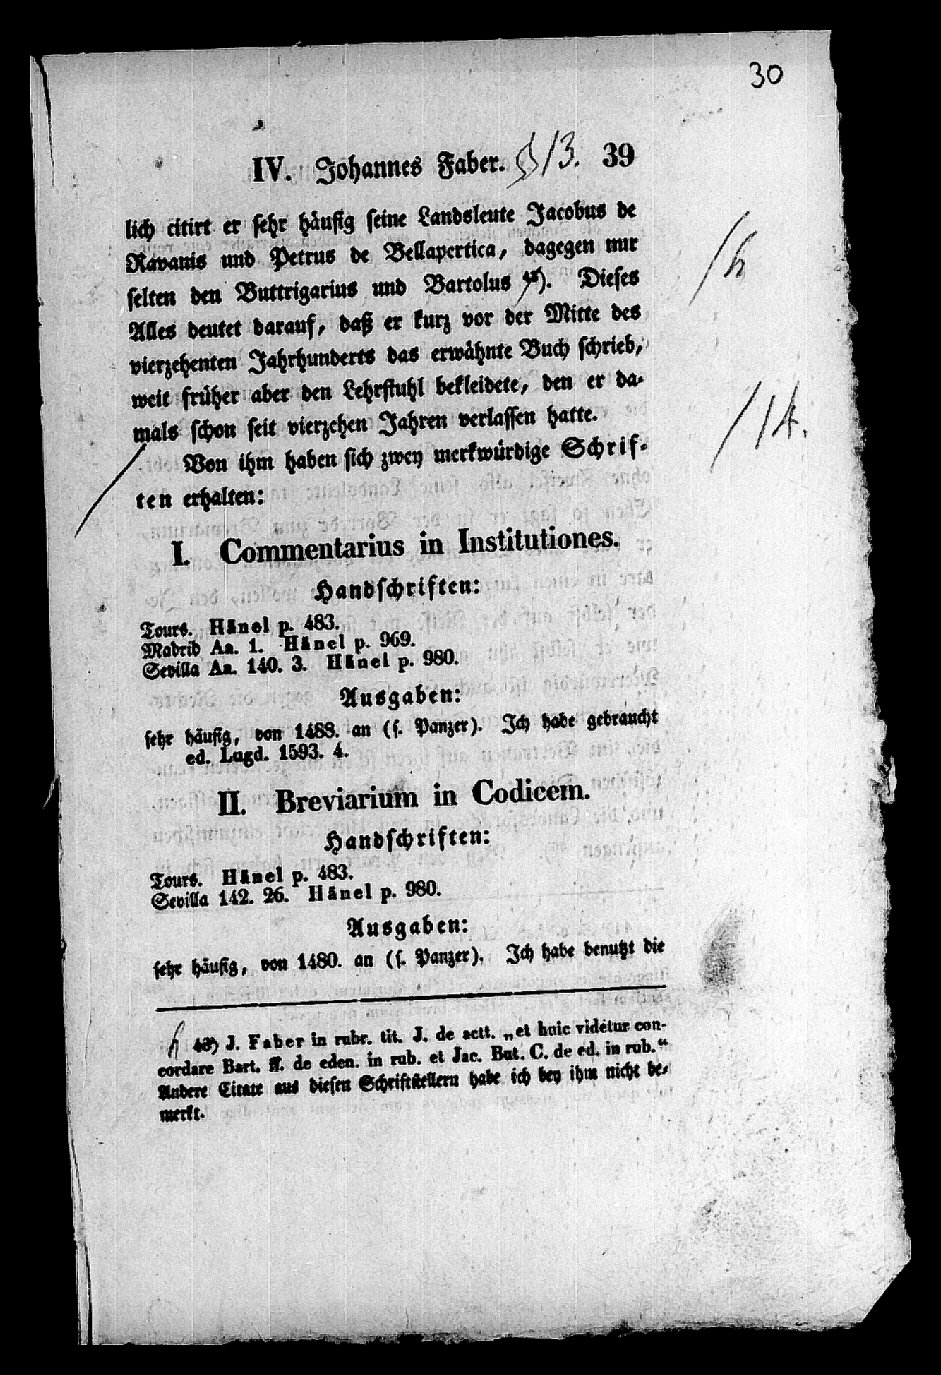 30
IV. Johannes Faber. § 13. 39
lich citirt er sehr häufig seine Landsleute Jacobus de
Ravanis und Petrus de Bellapertica, dagegen nur
selten den Buttrigarius und Bartolus). Dieses
h
Alles deutet darauf, daß er kurz vor der Mitte des
vierzehenten Jahrhunderts das erwähnte Buch schrieb,
weit früher aber den Lehrstuhl bekleidete, den er da-
mals schon seit vierzehen Jahren verlassen hatte.
14.
Von ihm haben sich zwey merkwürdige Schrif-
ten erhalten:
I. Commentarius in Institutiones.
Handschriften:
Tours. Hänel p. 483.
Madrid Aa. 1. Hänel p. 969.
Sevilla Aa. 140. 3. Hänel p. 980.
Ausgaben:
sehr häufig, von 1488. an (s. Panzer). Ich habe gebraucht
ed. Lugd. 1593. 4.
II. Breviarium in Codicem.
Handschriften:
Tours. Hänel p. 483.
Sevilla 142. 26. Hänel p. 980.
Ausgaben:
sehr häufig, von 1480. an (s. Panzer). Ich habe benutzt die
h) J. Faber in rubr. tit. J. de actt. „et huic videtur con-
cordare Bart. ff. de eden. in rub. et Jac. But. C. de ed. in rub.“
Andere Citate aus diesen Schriftstellern habe ich bey ihm nicht be-
merkt.